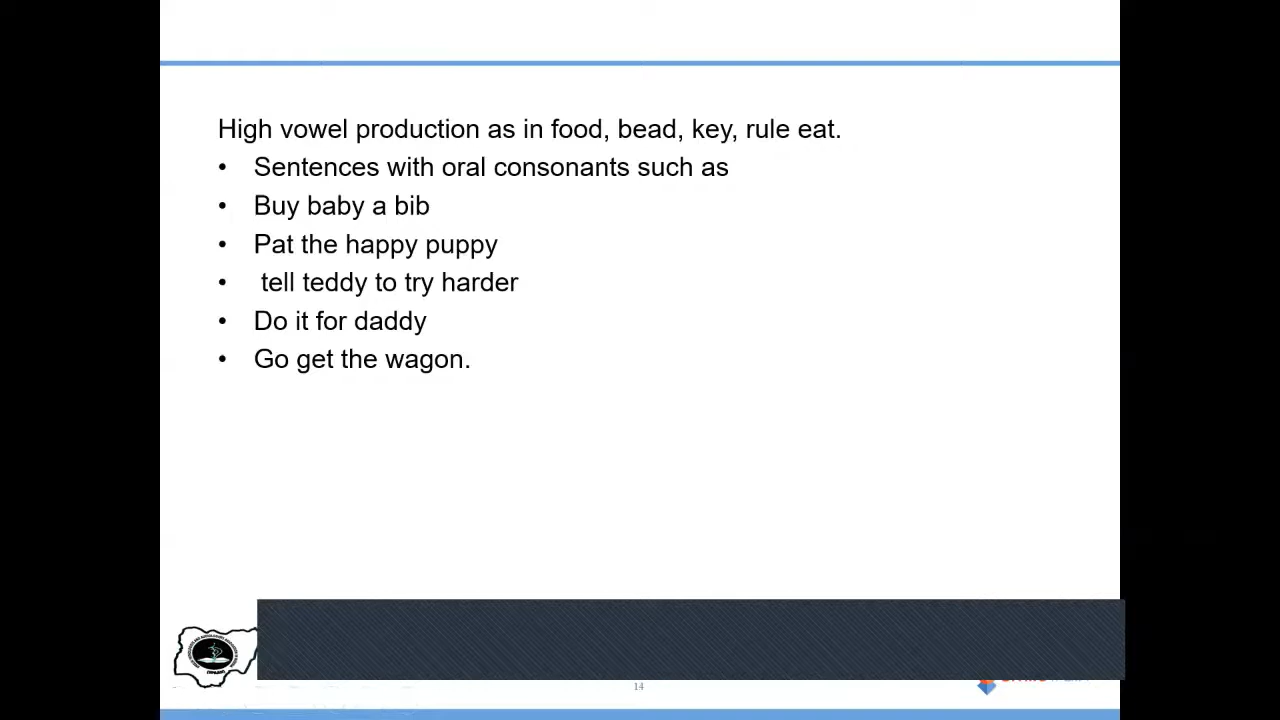 High vowel production as in food, bead, key, rule eat.
• Sentences with oral consonants such as
• Buy baby a bib
• Pat the happy puppy
• tell teddy to try harder
• Do it for daddy
• Go get the wagon.
14